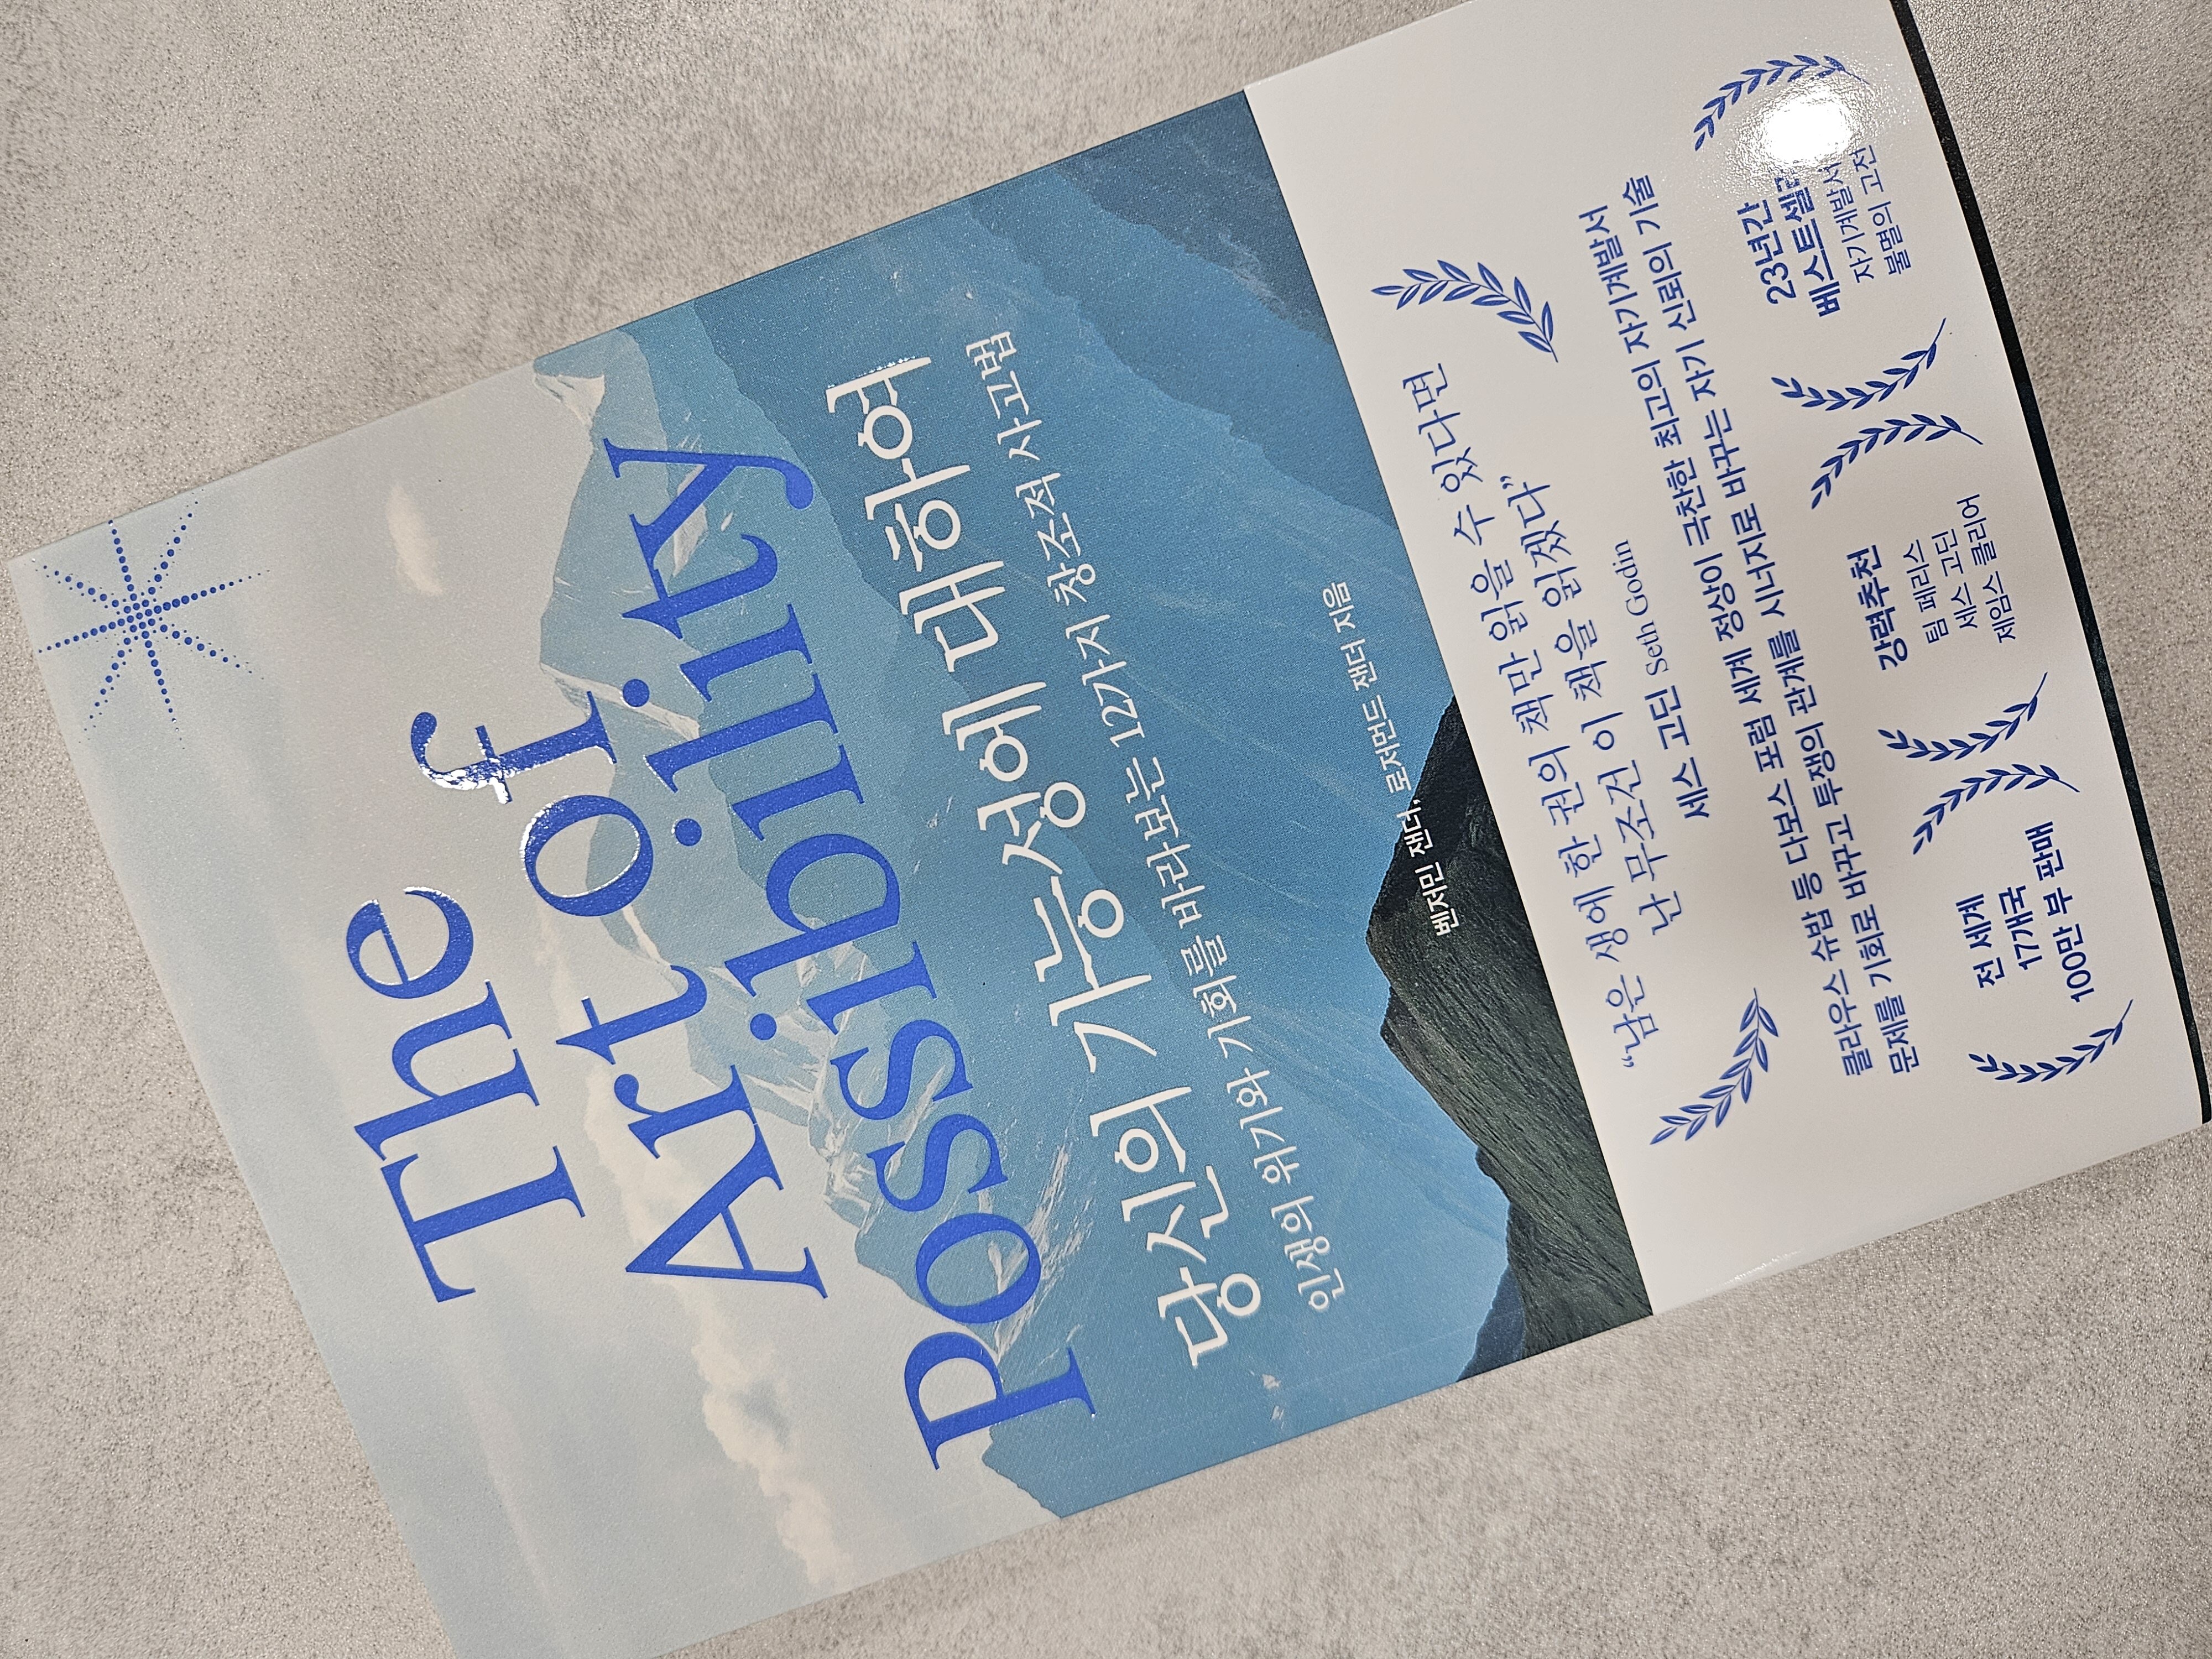 The
Art of
Possibility
당신의 가능성에 대하여
인생의 위기와 기회를 바라보는 12가지 창조적 사고법
벤저민 잰더, 로저먼드 잰더 지음
“남은 생에 한 권의 책만 읽을 수 있다면
난 무조건 이 책을 읽겠다”
세스 고딘 Seth Godin
클라우스 슈밥 등 다보스 포럼 세계 정상이 극찬한 최고의 자기계발서
문제를 기회로 바꾸고 투쟁의 관계를 시너지로 바꾸는 자기 신뢰의 기술
전 세계
17개국
100만 부 판매
강력추천
팀 페리스
세스 고딘
제임스 클리어
23년간
베스트셀러
자기계발서
불멸의 고전